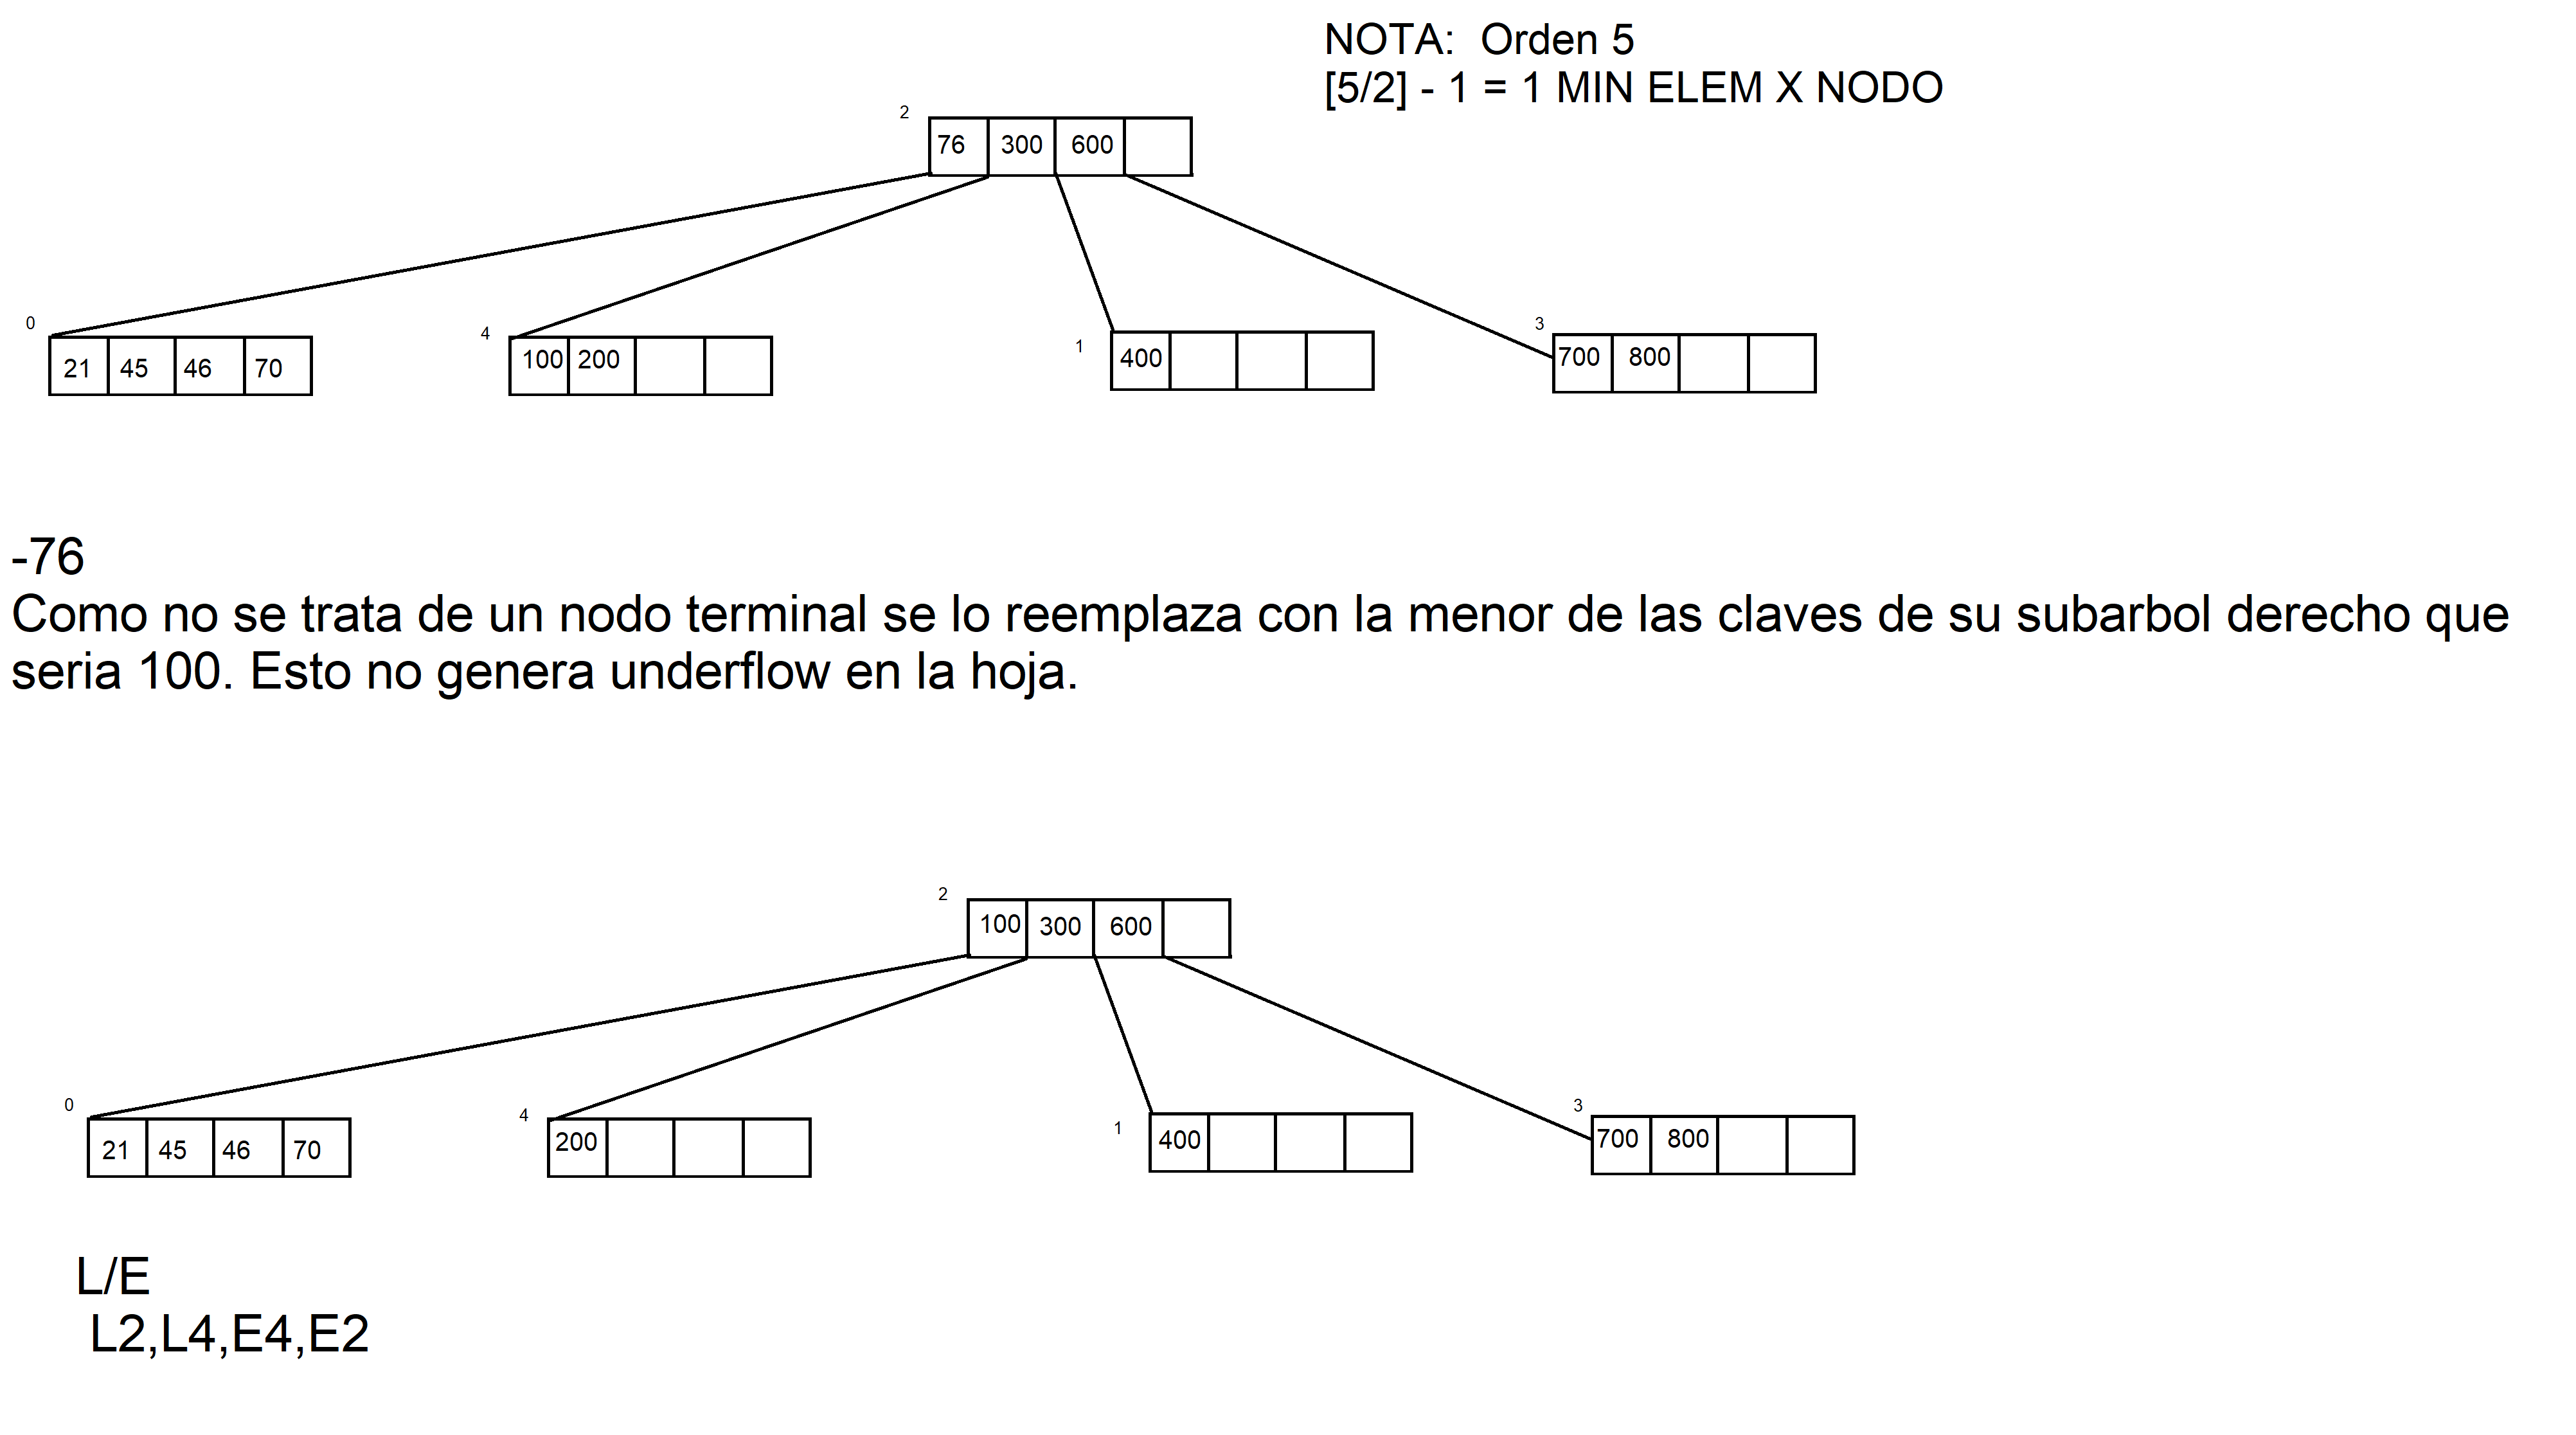 NOTA: Orden 5
[5/2] - 1 = 1 MIN ELEM X NODO
2
76 300 600
0
21 45 46 70
4
100 200
1
400
3
700 800
-76
Como no se trata de un nodo terminal se lo reemplaza con la menor de las claves de su subarbol derecho que
seria 100. Esto no genera underflow en la hoja.
2
100 300 600
0
21 45 46 70
4
200
1
400
3
700 800
L/E
L2,L4,E4,E2